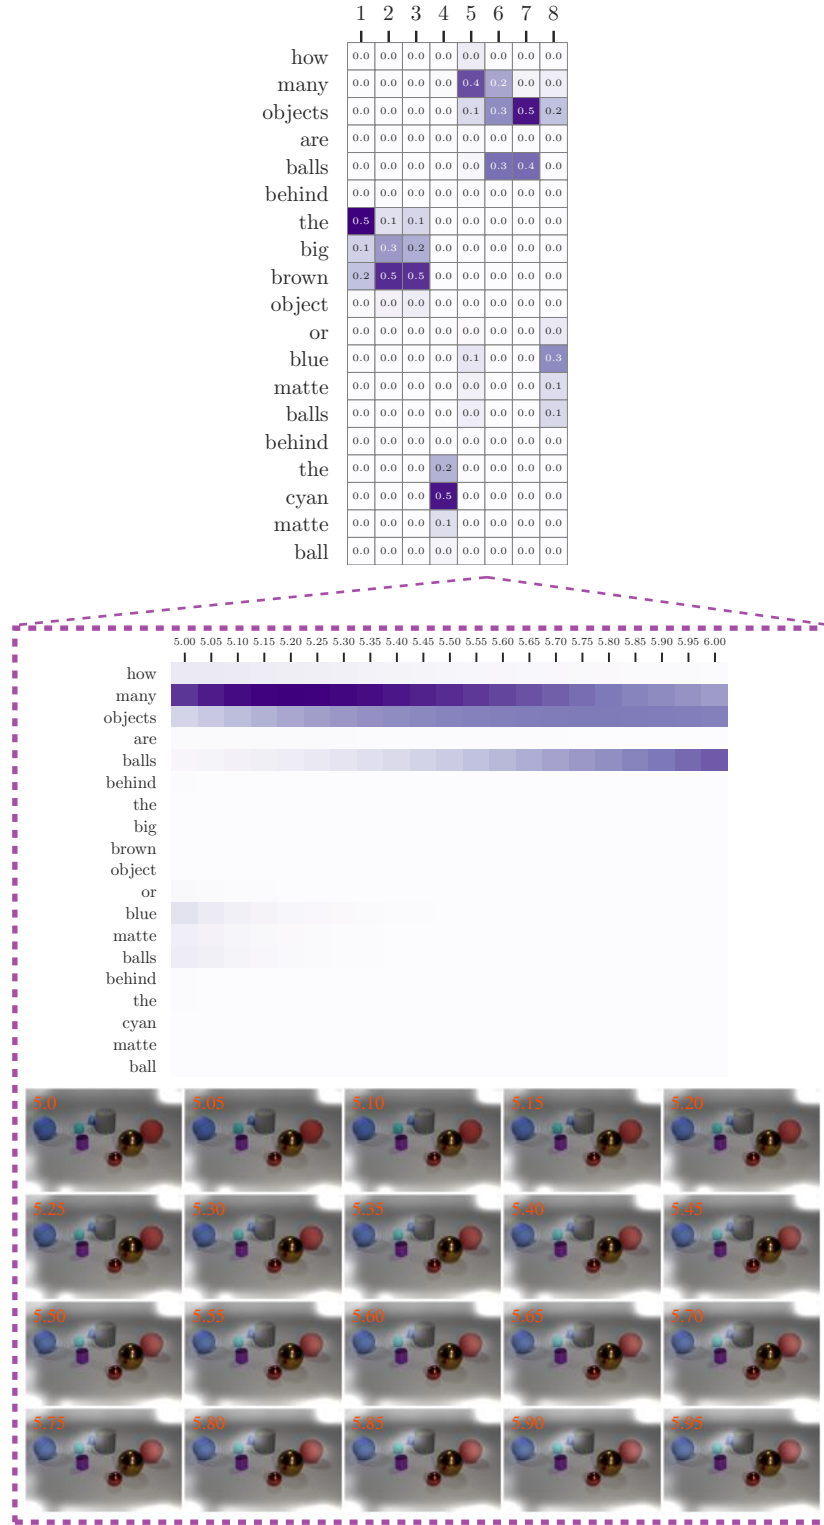 1 2 3 4 5 6 7 8
how 0.0 0.0 0.0 0.0 0.0 0.0 0.0 0.0
many 0.0 0.0 0.0 0.0 0.4 0.2 0.0 0.0
objects 0.0 0.0 0.0 0.0 0.1 0.3 0.5 0.2
are 0.0 0.0 0.0 0.0 0.0 0.0 0.0 0.0
balls 0.0 0.0 0.0 0.0 0.0 0.3 0.4 0.0
behind 0.0 0.0 0.0 0.0 0.0 0.0 0.0 0.0
the 0.5 0.1 0.1 0.0 0.0 0.0 0.0 0.0
big 0.1 0.3 0.2 0.0 0.0 0.0 0.0 0.0
brown 0.2 0.5 0.5 0.0 0.0 0.0 0.0 0.0
object 0.0 0.0 0.0 0.0 0.0 0.0 0.0 0.0
or 0.0 0.0 0.0 0.0 0.0 0.0 0.0 0.0
blue 0.0 0.0 0.0 0.0 0.1 0.0 0.0 0.3
matte 0.0 0.0 0.0 0.0 0.0 0.0 0.0 0.1
balls 0.0 0.0 0.0 0.0 0.0 0.0 0.0 0.1
behind 0.0 0.0 0.0 0.0 0.0 0.0 0.0 0.0
the 0.0 0.0 0.0 0.2 0.0 0.0 0.0 0.0
cyan 0.0 0.0 0.0 0.5 0.0 0.0 0.0 0.0
matte 0.0 0.0 0.0 0.1 0.0 0.0 0.0 0.0
ball 0.0 0.0 0.0 0.0 0.0 0.0 0.0 0.0
5.00 5.05 5.10 5.15 5.20 5.25 5.30 5.35 5.40 5.45 5.50 5.55 5.60 5.65 5.70 5.75 5.80 5.85 5.90 5.95 6.00
how
many
objects
are
balls
behind
the
big
brown
object
or
blue
matte
balls
behind
the
cyan
matte
ball
5.0 5.05 5.10 5.15 5.20
5.25 5.30 5.35 5.40 5.45
5.50 5.55 5.60 5.65 5.70
5.75 5.80 5.85 5.90 5.95